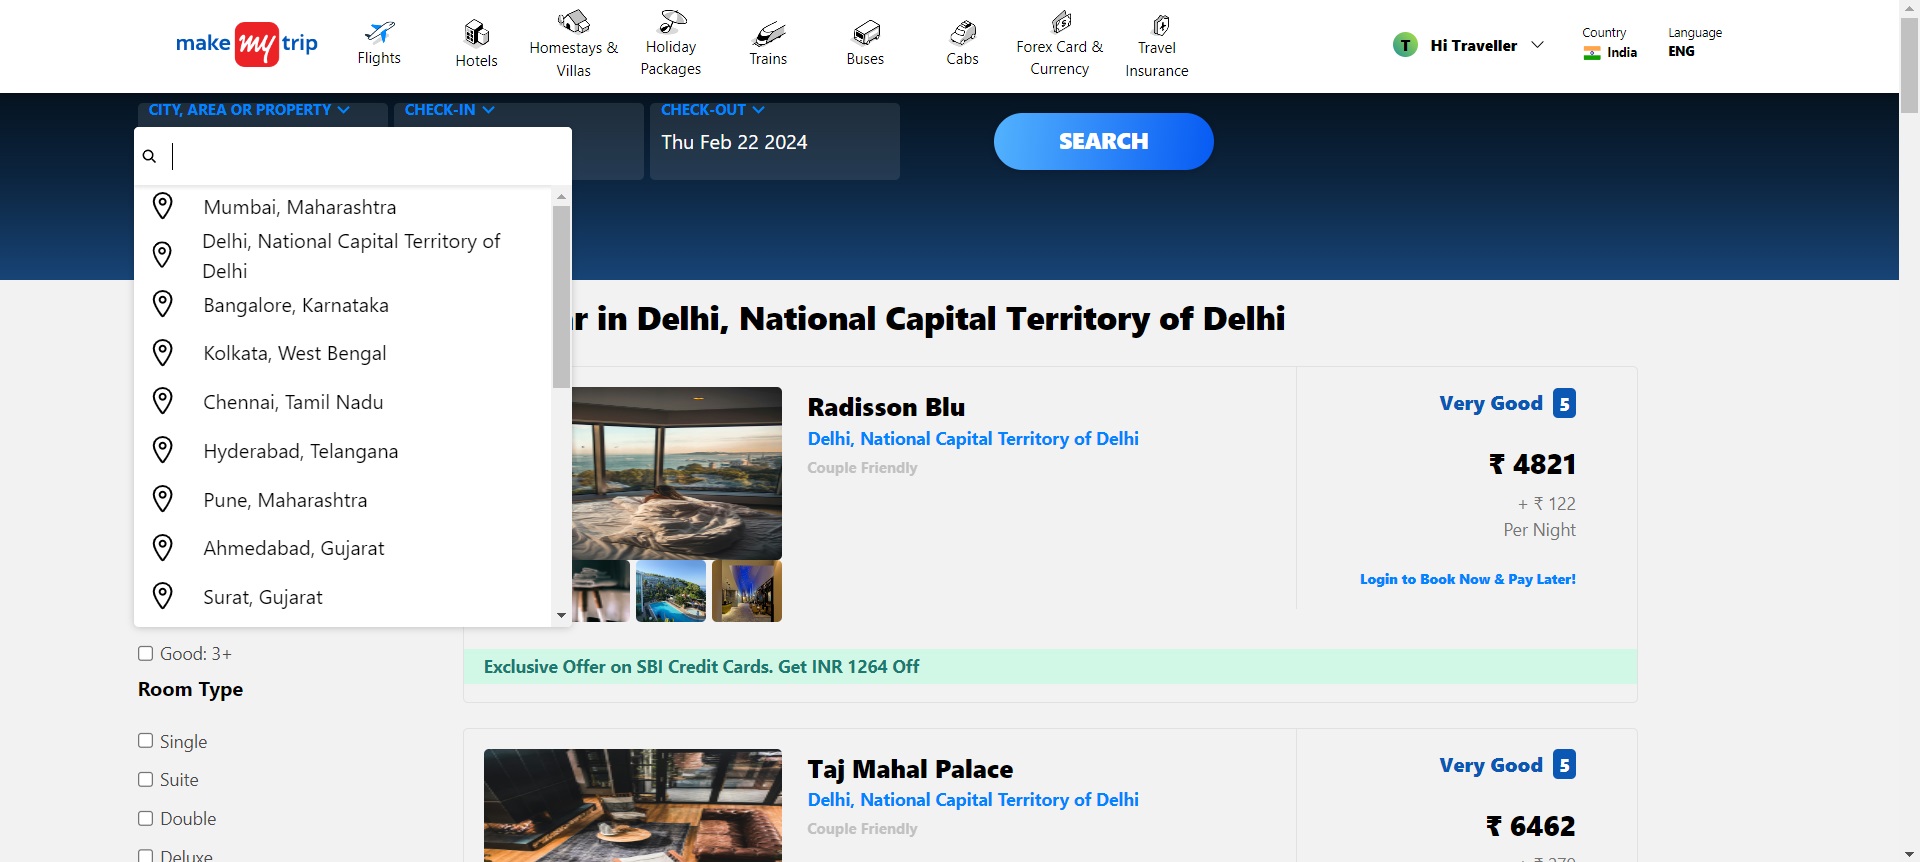 make my trip
Flights
Hotels
Homestays &
Villas
Holiday
Packages
Trains
Buses
Cabs
Forex Card &
Currency
Travel
Insurance
T Hi Traveller
Country
India
Language
ENG
CITY, AREA OR PROPERTY
CHECK-IN
CHECK-OUT
Thu Feb 22 2024
SEARCH
Mumbai, Maharashtra
Delhi, National Capital Territory of
Delhi
Bangalore, Karnataka
Kolkata, West Bengal
Chennai, Tamil Nadu
Hyderabad, Telangana
Pune, Maharashtra
Ahmedabad, Gujarat
Surat, Gujarat
Good: 3+
Room Type
Single
Suite
Double
Deluxe
r in Delhi, National Capital Territory of Delhi
Radisson Blu
Delhi, National Capital Territory of Delhi
Couple Friendly
Very Good 5
₹ 4821
+ ₹ 122
Per Night
Login to Book Now & Pay Later!
Exclusive Offer on SBI Credit Cards. Get INR 1264 Off
Taj Mahal Palace
Delhi, National Capital Territory of Delhi
Couple Friendly
Very Good 5
₹ 6462